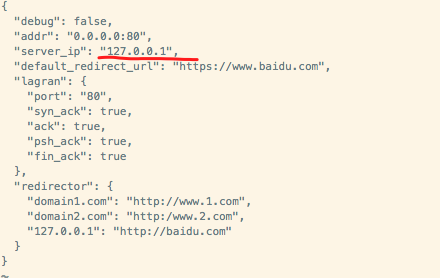 {
  "debug": false,
  "addr": "0.0.0.0:80",
  "server_ip": "127.0.0.1",
  "default_redirect_url": "https://www.baidu.com",
  "lagran": {
    "port": "80",
    "syn_ack": true,
    "ack": true,
    "psh_ack": true,
    "fin_ack": true
  },
  "redirector": {
    "domain1.com": "http://www.1.com",
    "domain2.com": "http:/www.2.com",
    "127.0.0.1": "http://baidu.com"
  }
}
~